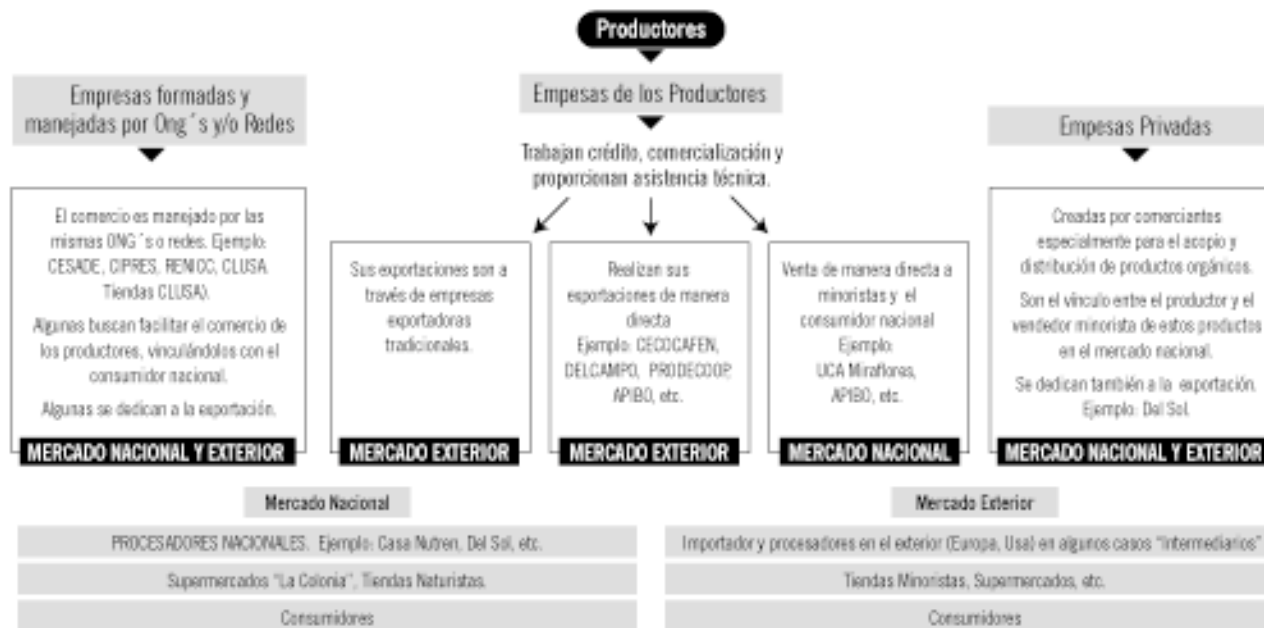 Productores
Empresas formadas y
manejadas por Ong´s y/o Redes
El comercio es manejado por las
mismas ONG´s o redes. Ejemplo:
CESADE, CIPRES, RENICC, CLUSA.
Tiendas CLUSA).
Algunas buscan facilitar el comercio de
los productores, vinculándolos con el
consumidor nacional.
Algunas se dedican a la exportación.
MERCADO NACIONAL Y EXTERIOR
Empesas de los Productores
Trabajan crédito, comercialización y
proporcionan asistencia técnica.
Sus exportaciones son a
través de empresas
exportadoras
tradicionales.
MERCADO EXTERIOR
Realizan sus
exportaciones de manera
directa
Ejemplo: CECOCAFEN,
DELCAMPO, PRODECOOP,
APIBO, etc.
MERCADO EXTERIOR
Venta de manera directa a
minoristas y el
consumidor nacional
Ejemplo:
UCA Miraflores,
APIBO, etc.
MERCADO NACIONAL
Empesas Privadas
Creadas por comerciantes
especialmente para el acopio y
distribución de productos orgánicos.
Son el vínculo entre el productor y el
vendedor minorista de estos productos
en el mercado nacional.
Se dedican también a la exportación.
Ejemplo: Del Sol.
MERCADO NACIONAL Y EXTERIOR
Mercado Nacional
PROCESADORES NACIONALES. Ejemplo: Casa Nutren, Del Sol, etc.
Supermercados "La Colonia", Tiendas Naturistas.
Consumidores
Mercado Exterior
Importador y procesadores en el exterior (Europa, Usa) en algunos casos "Intermediarios"
Tiendas Minoristas, Supermercados, etc.
Consumidores